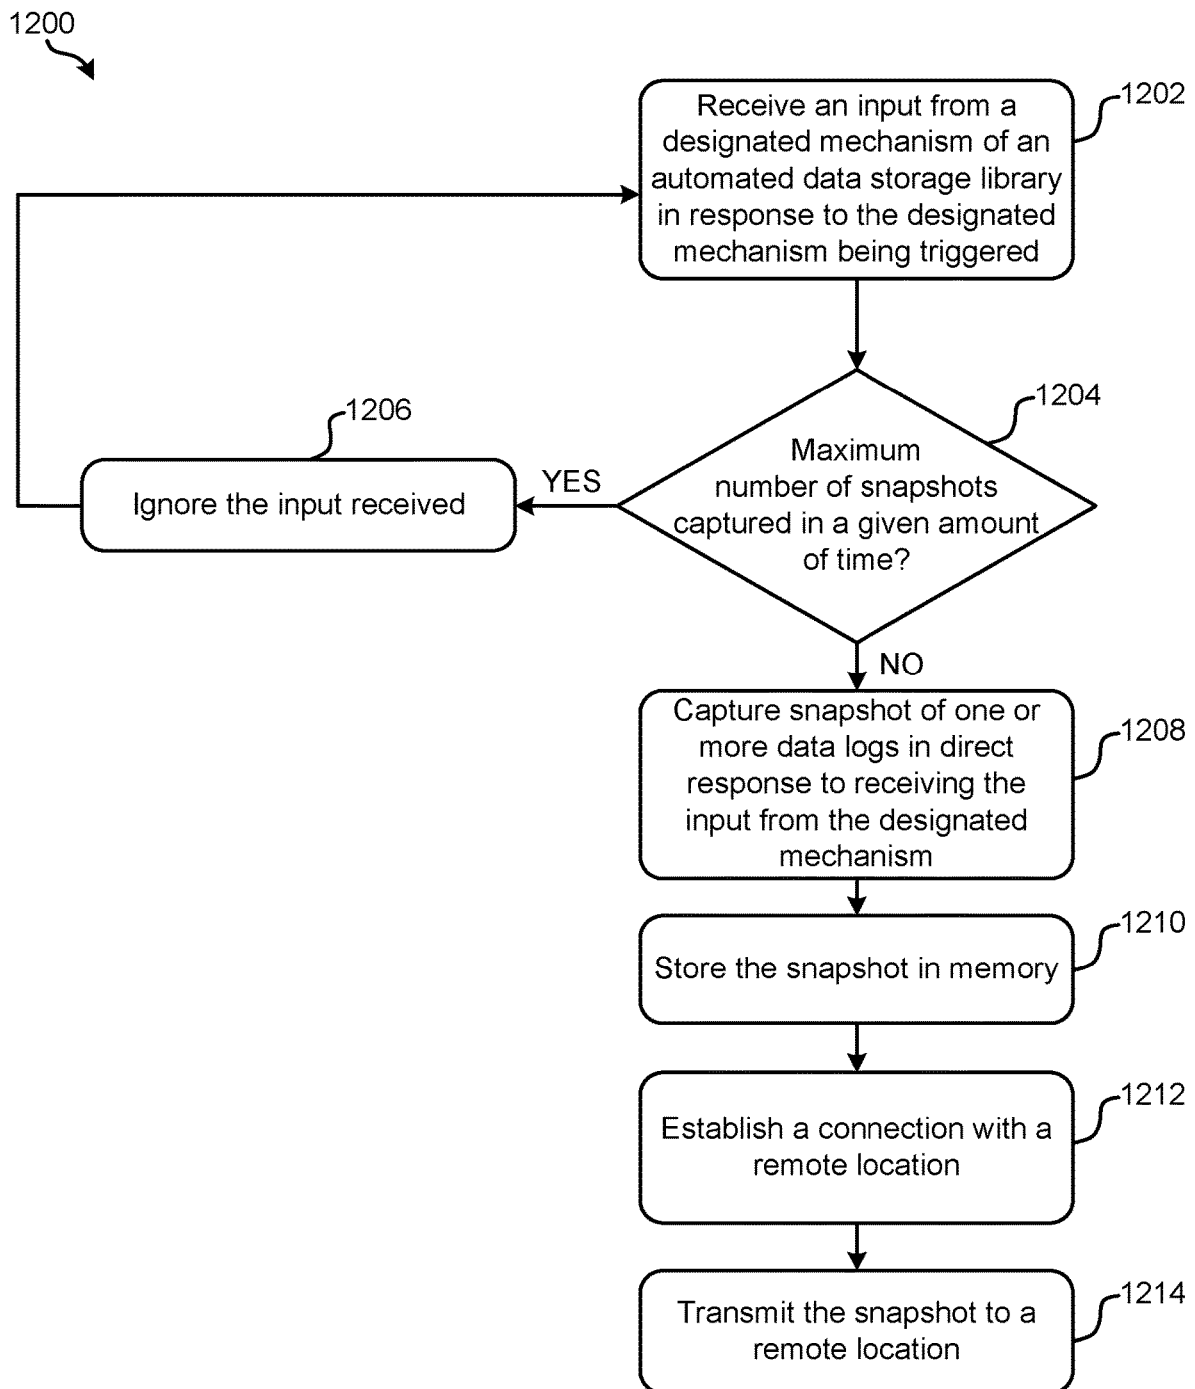 1200
Receive an input from a
designated mechanism of an
automated data storage library
in response to the designated
mechanism being triggered
1202
Maximum
number of snapshots
captured in a given amount
of time?
1204
YES
1206
Ignore the input received
NO
Capture snapshot of one or
more data logs in direct
response to receiving the
input from the designated
mechanism
1208
Store the snapshot in memory
1210
Establish a connection with a
remote location
1212
Transmit the snapshot to a
remote location
1214